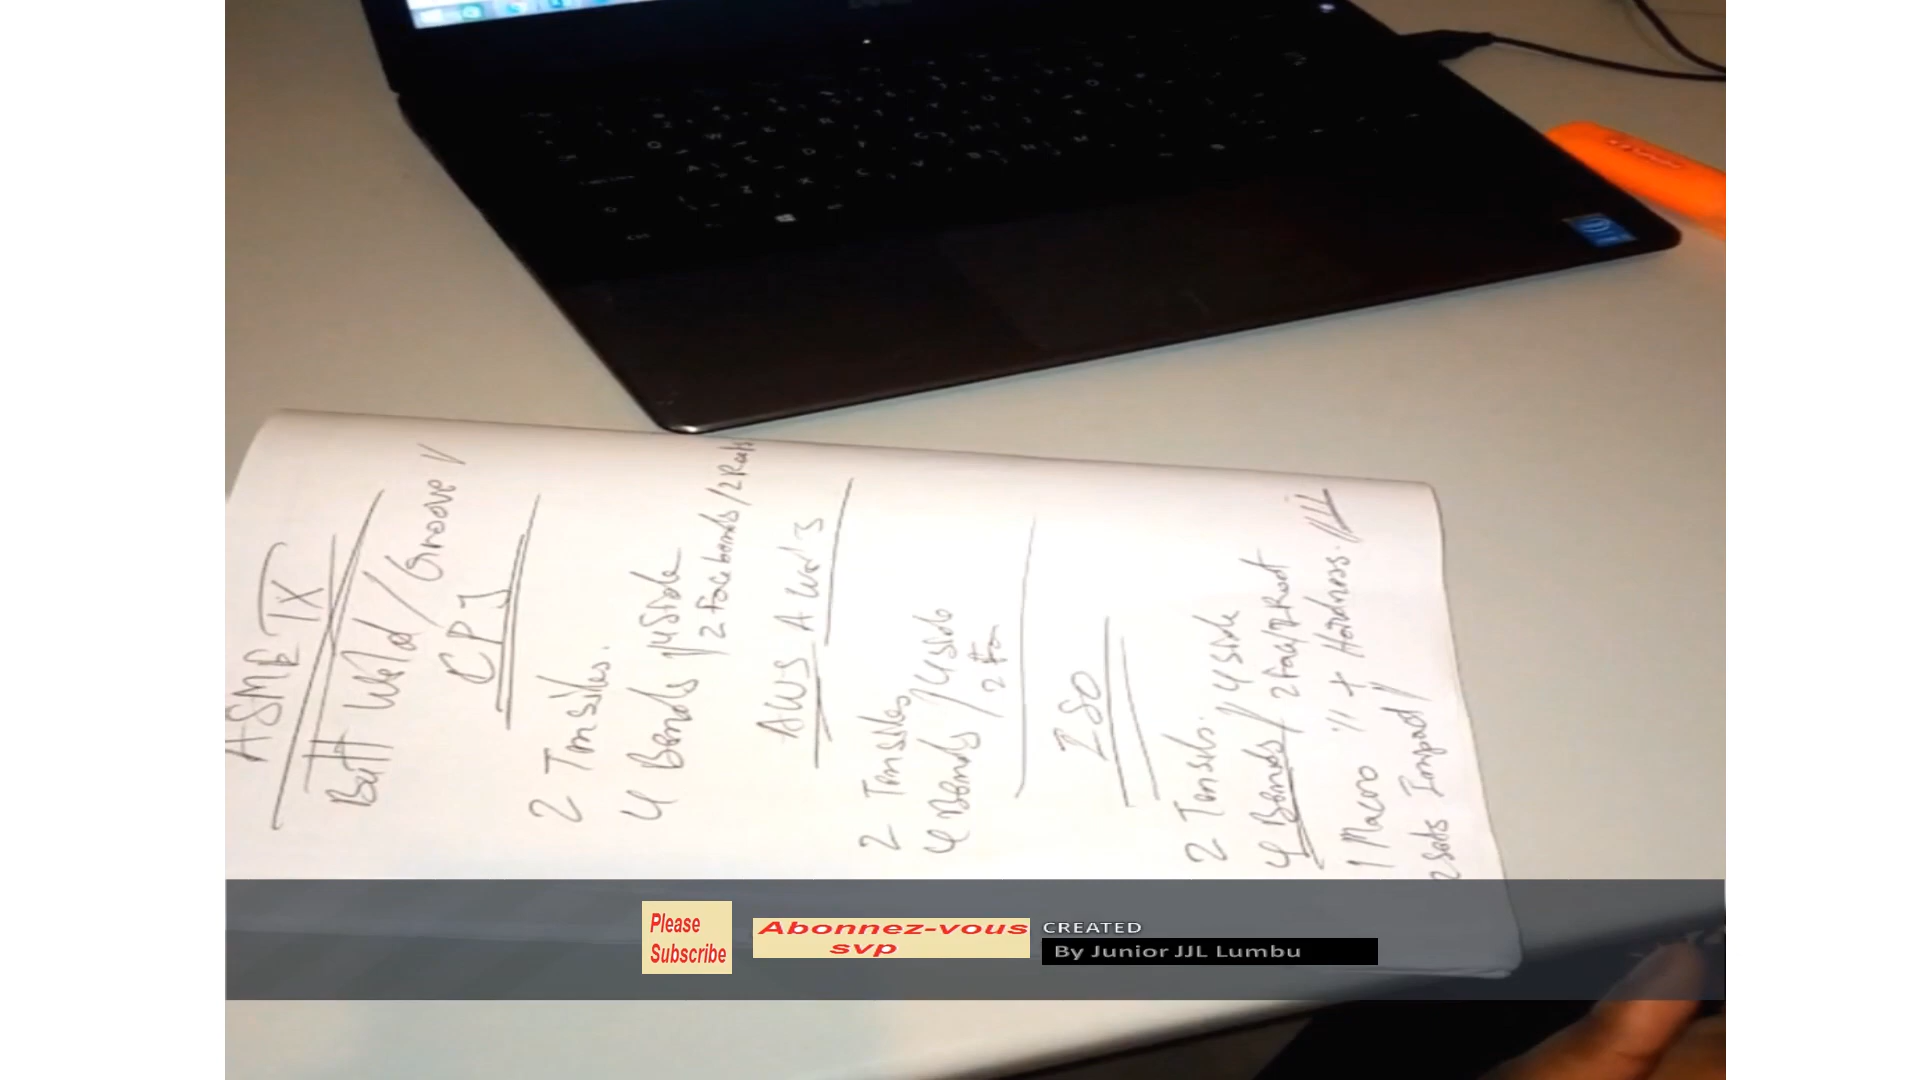 ASME IX
Butt Weld / Groove V
CPJ
2 Tensiles.
4 Bends // 4 Side
2 Face bends / 2 Roots
AWS
2 Tensiles
4 Bends // 4 Side
2 Fa
ISO
2 Tensils.
4 Bends // 4 Side
2 Face/2 Root
1 Macro % + Hardness.
2 Sets Impact //
Please
Subscribe
Abonnez-vous
svp
CREATED
By Junior JJL Lumbu